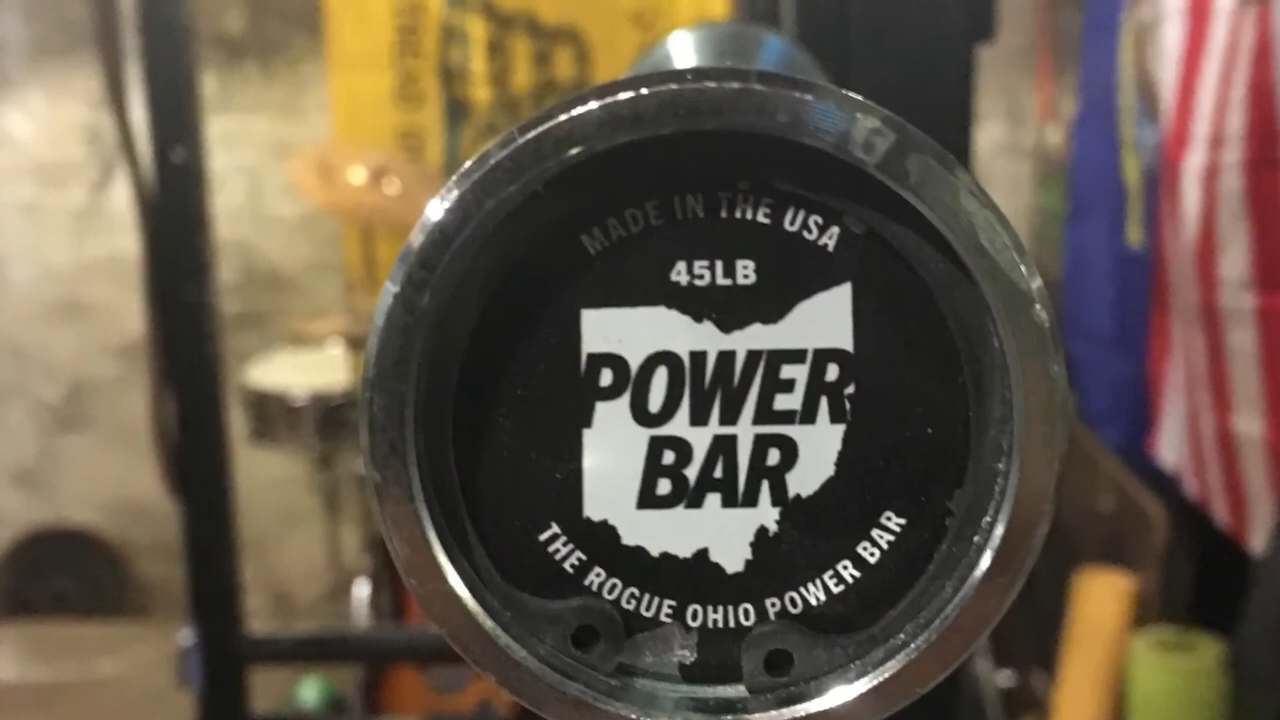 MADE IN THE USA
45LB
POWER
BAR
THE ROGUE OHIO POWER BAR